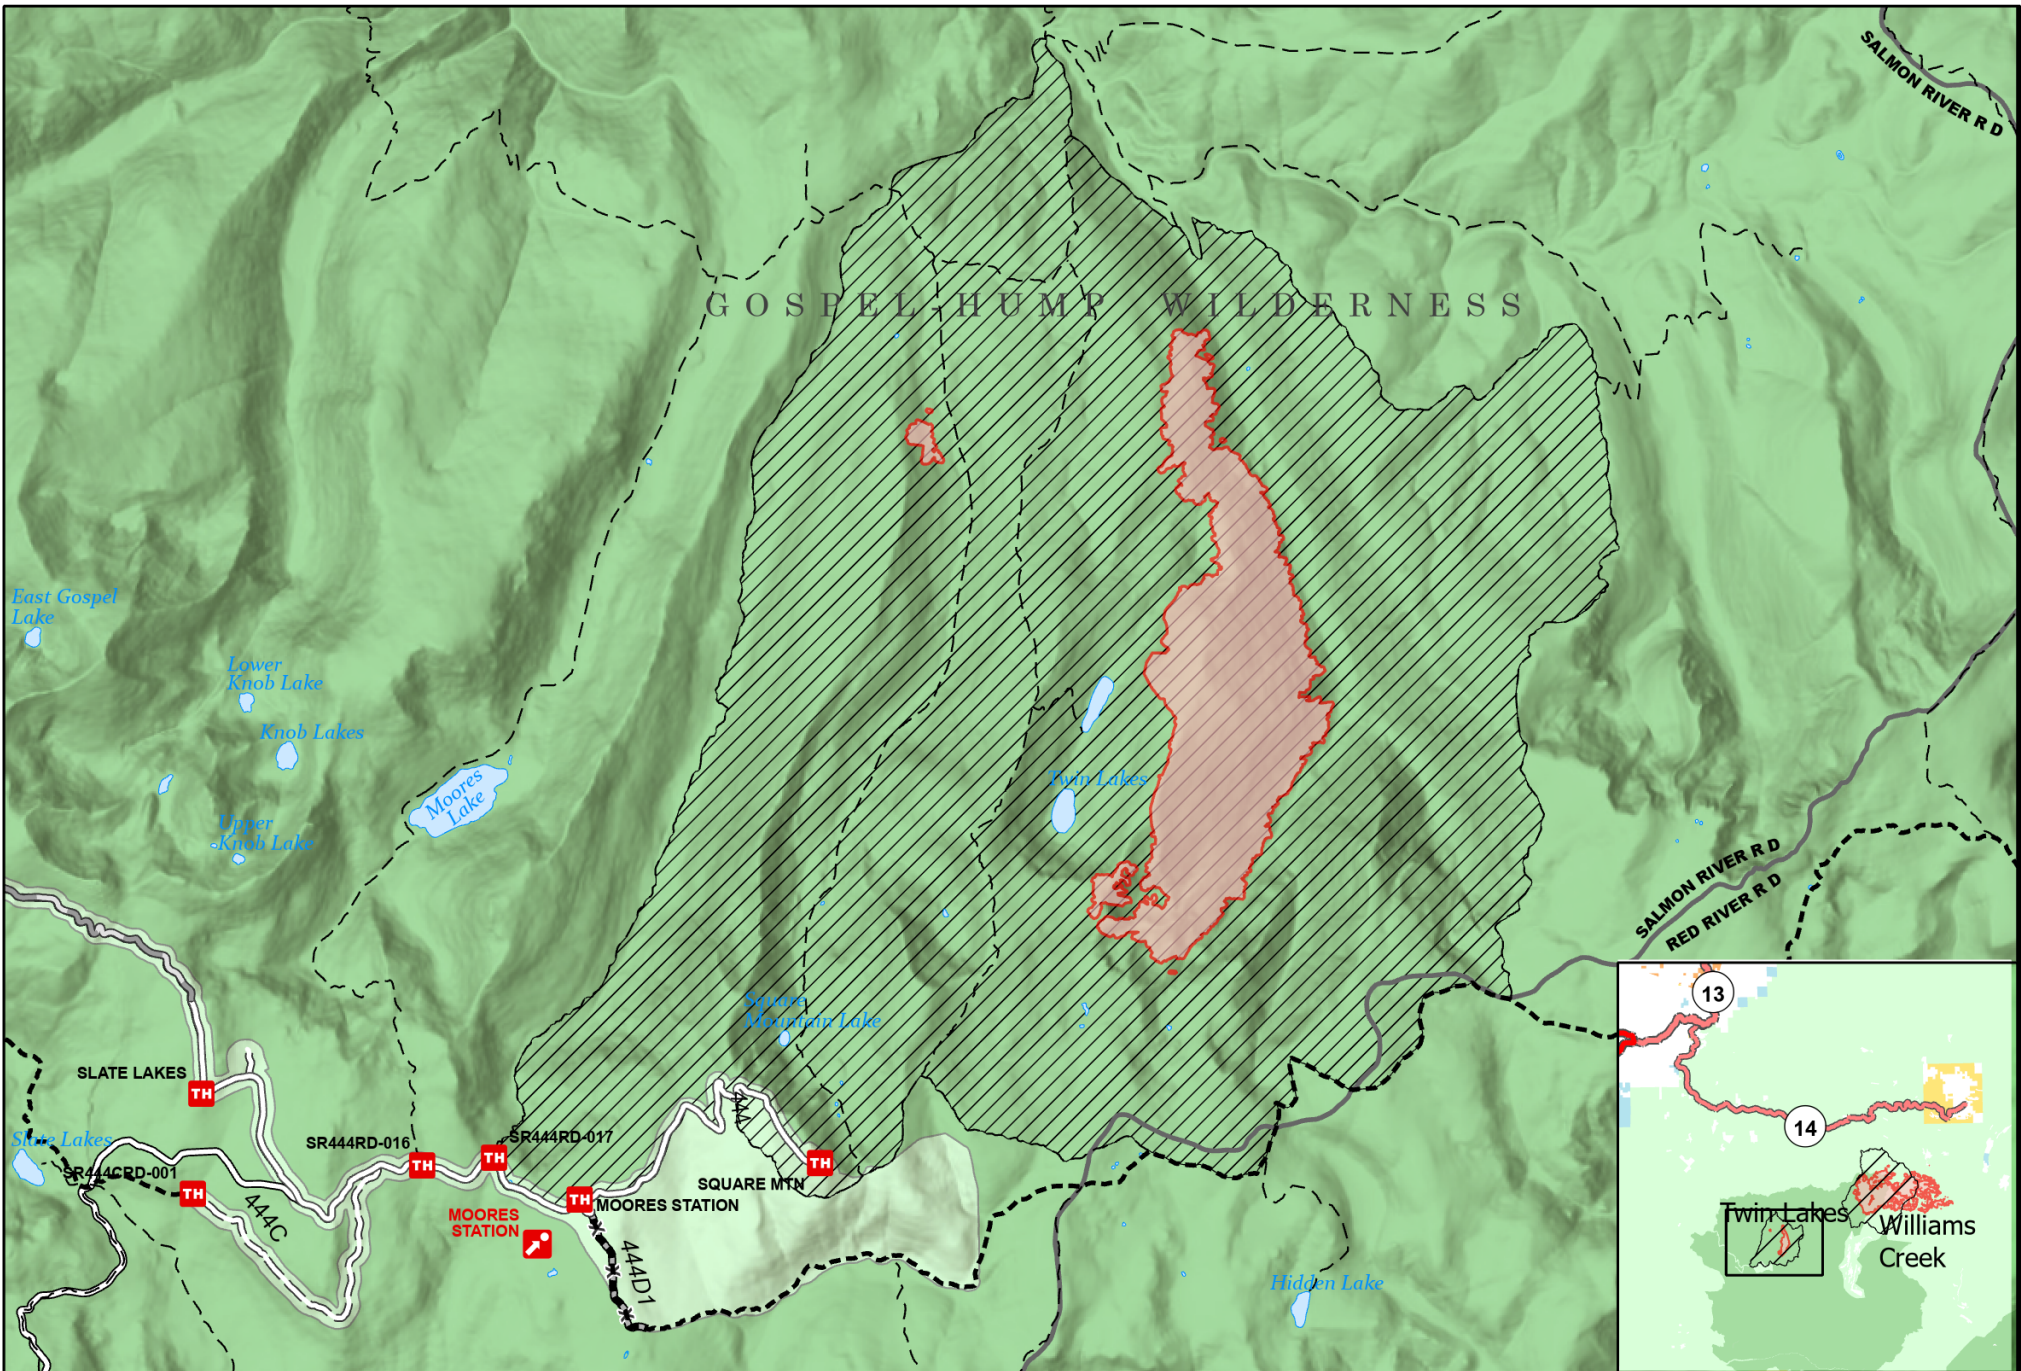 SALMON RIVER R D
GOSPEL-HUMP WILDERNESS
East Gospel
Lake
Lower
Knob Lake
Knob Lakes
Moores
Lake
Twin Lakes
Upper
Knob Lake
SALMON RIVER R D
RED RIVER R D
Square
Mountain Lake
13
SLATE LAKES
TH
444
14
Slate Lakes
SR444RD-016
TH
SR444RD-017
TH
SR444CRD-001
TH
SQUARE MTN
TH
444C
TH
MOORES STATION
MOORES
STATION
444D1
Hidden Lake
Twin Lakes
Williams
Creek